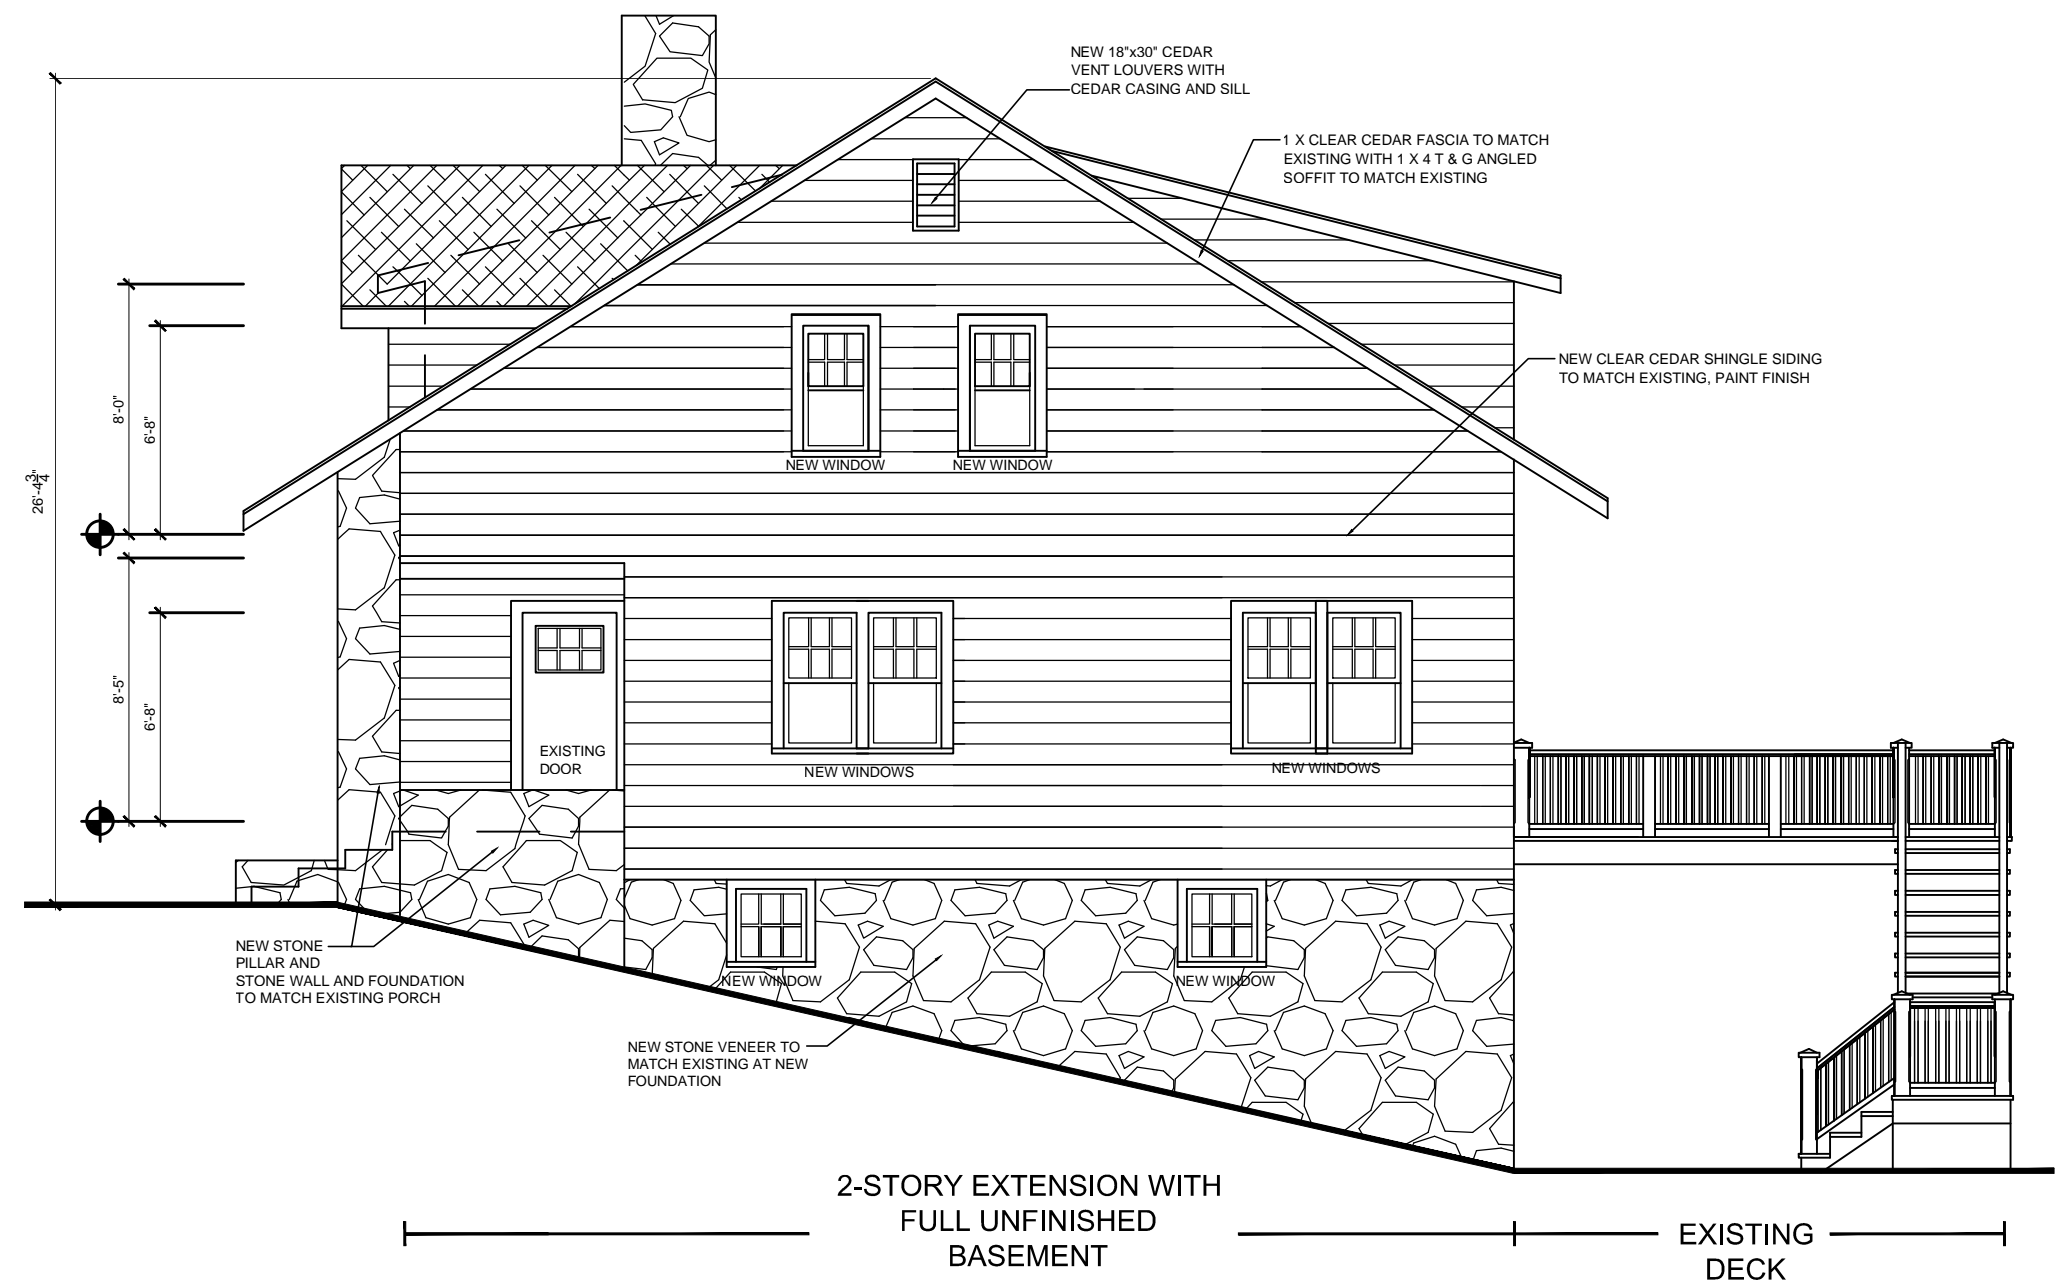 NEW 18"x30" CEDAR
VENT LOUVERS WITH
CEDAR CASING AND SILL
1 X CLEAR CEDAR FASCIA TO MATCH
EXISTING WITH 1 X 4 T & G ANGLED
SOFFIT TO MATCH EXISTING
NEW CLEAR CEDAR SHINGLE SIDING
TO MATCH EXISTING, PAINT FINISH
8'-0"
6'-8"
26'-4 3/4"
NEW WINDOW
NEW WINDOW
8'-5"
6'-8"
EXISTING
DOOR
NEW WINDOWS
NEW WINDOWS
NEW STONE
PILLAR AND
STONE WALL AND FOUNDATION
TO MATCH EXISTING PORCH
NEW WINDOW
NEW WINDOW
NEW STONE VENEER TO
MATCH EXISTING AT NEW
FOUNDATION
2-STORY EXTENSION WITH
FULL UNFINISHED
BASEMENT
EXISTING
DECK